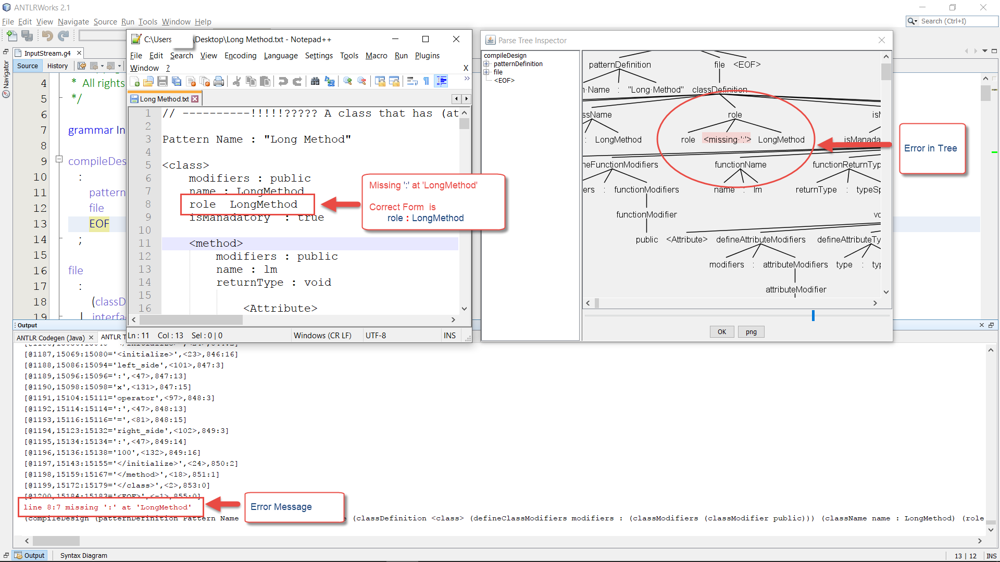 ANTLRWorks 2.1
File Edit View Navigate Source Run Tools Window Help
Search (Ctrl+I)
InputStream.g4
Source History
Navigator
4 * All rights
5 */
6
7 grammar In
8
9 compileDes
10 :
11 pattern
12 file
13 EOF
14 ;
15
16 file
17 :
18 (classD
19 | interfac
C:\Users \Desktop\Long Method.txt - Notepad++
File Edit Search View Encoding Language Settings Tools Macro Run Plugins
Window ? X
Long Method.txt
1 // ----------!!!!!????? A class that has (at
2
3 Pattern Name : "Long Method"
4
5 <class>
6 modifiers : public
7 name : LongMethod
8 role LongMethod
9 isManadatory : true
10
11 <method>
12 modifiers : public
13 name : lm
14 returnType : void
15
16 <Attribute>
Ln : 11 Col : 13 Sel : 0 | 0 Windows (CR LF) UTF-8 INS
Missing ':' at 'LongMethod'
Correct Form is
role : LongMethod
Parse Tree Inspector
compileDesign
patternDefinition
file
<EOF>
patternDefinition file <EOF>
Name : "Long·Method" classDefinition
ssName role isM
: LongMethod role <missing·':'> LongMethod isManada
neFunctionModifiers functionName functionReturnTyp
ers : functionModifiers name : lm returnType : typeSp
functionModifier vo
public <Attribute> defineAttributeModifiers defineAttributeTy
modifiers : attributeModifiers type : typ
attributeModifier
OK png
Error in Tree
Output
ANTLR Codegen (Java) ANTLR T
[@1187,15069:15080='<initialize>',<23>,846:16]
[@1188,15086:15094='left_side',<101>,847:3]
[@1189,15096:15096=':',<47>,847:13]
[@1190,15098:15098='x',<131>,847:15]
[@1191,15104:15111='operator',<97>,848:3]
[@1192,15114:15114=':',<47>,848:13]
[@1193,15116:15116='=',<81>,848:15]
[@1194,15123:15132='right_side',<102>,849:3]
[@1195,15134:15134=':',<47>,849:14]
[@1196,15136:15138='100',<132>,849:16]
[@1197,15143:15155='</initialize>',<24>,850:2]
[@1198,15159:15167='</method>',<18>,851:1]
[@1199,15172:15179='</class>',<2>,853:0]
[@1200,15184:15183='<EOF>',<-1>,855:0]
line 8:7 missing ':' at 'LongMethod'
Error Message
(compileDesign (patternDefinition Pattern Name (classDefinition <class> (defineClassModifiers modifiers : (classModifiers (classModifier public))) (className name : LongMethod) (role
Output Syntax Diagram
13 | 12 INS